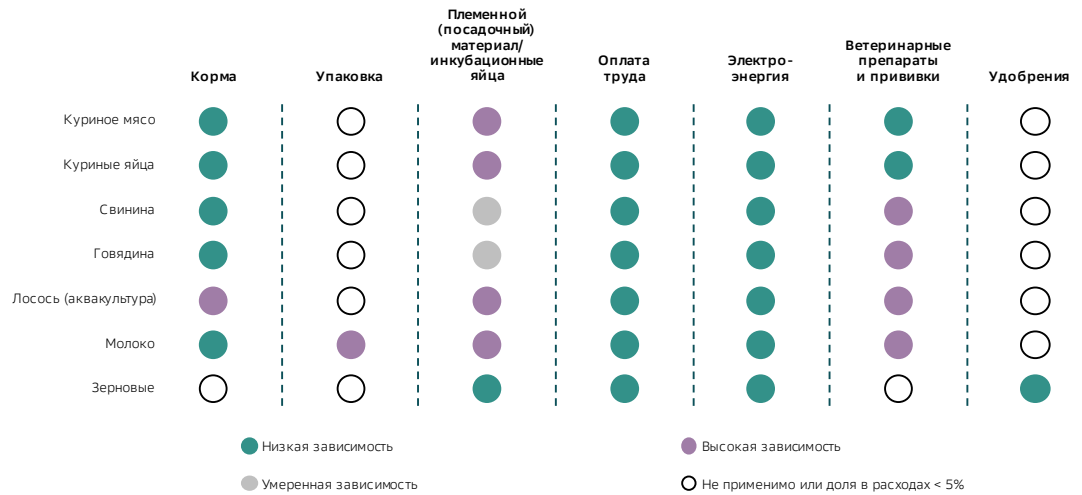 Корма
Упаковка
Племенной
(посадочный)
материал/
инкубационные
яйца
Оплата
труда
Электро-
энергия
Ветеринарные
препараты
и прививки
Удобрения
Куриное мясо
Куриные яйца
Свинина
Говядина
Лосось (аквакультура)
Молоко
Зерновые
Низкая зависимость
Высокая зависимость
Умеренная зависимость
Не применимо или доля в расходах < 5%